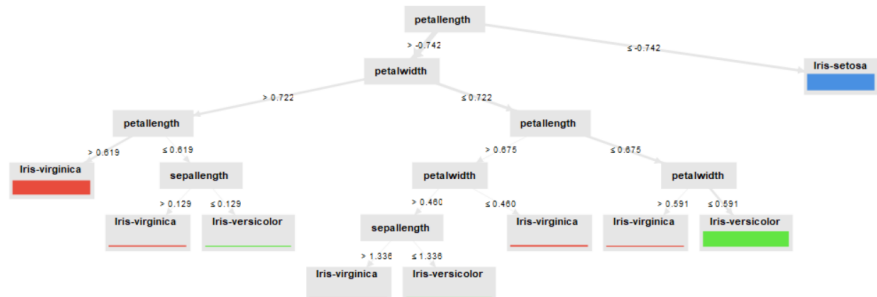 petallength
> -0.742
≤ -0.742
petalwidth
Iris-setosa
> 0.722
≤ 0.722
petallength
petallength
> 0.619
≤ 0.619
> 0.675
≤ 0.675
Iris-virginica
sepallength
petalwidth
petalwidth
> 0.129
≤ 0.129
> 0.460
≤ 0.460
> 0.591
≤ 0.591
Iris-virginica
Iris-versicolor
sepallength
Iris-virginica
Iris-virginica
Iris-versicolor
> 1.336
≤ 1.336
Iris-virginica
Iris-versicolor